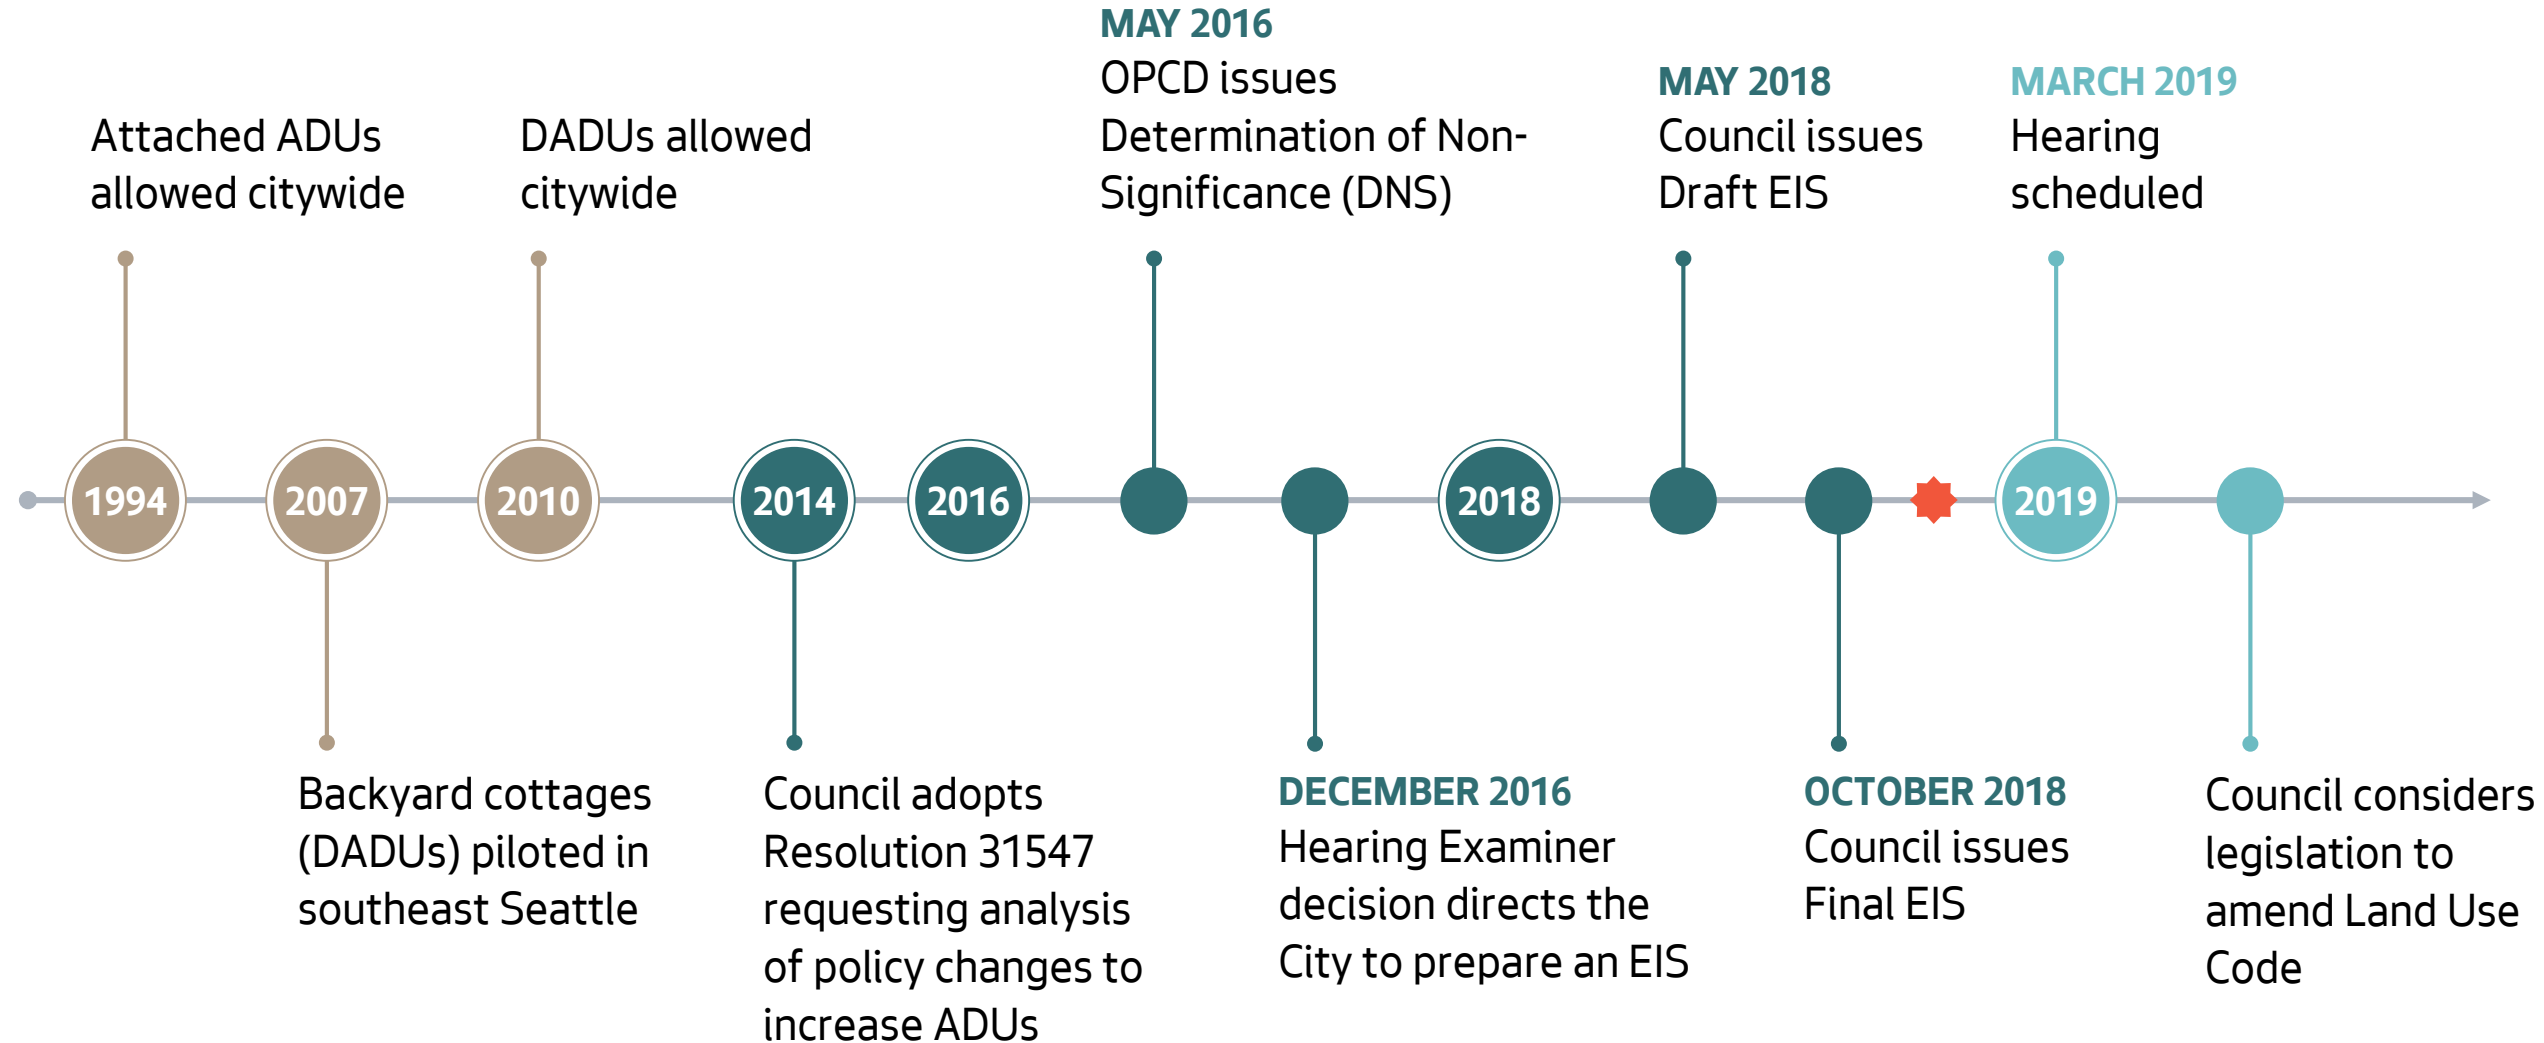 MAY 2016
OPCD issues
Determination of Non-
Significance (DNS)
MAY 2018
Council issues
Draft EIS
MARCH 2019
Hearing
scheduled
Attached ADUs
allowed citywide
DADUs allowed
citywide
1994
2007
2010
2014
2016
2018
2019
Backyard cottages
(DADUs) piloted in
southeast Seattle
Council adopts
Resolution 31547
requesting analysis
of policy changes to
increase ADUs
DECEMBER 2016
Hearing Examiner
decision directs the
City to prepare an EIS
OCTOBER 2018
Council issues
Final EIS
Council considers
legislation to
amend Land Use
Code